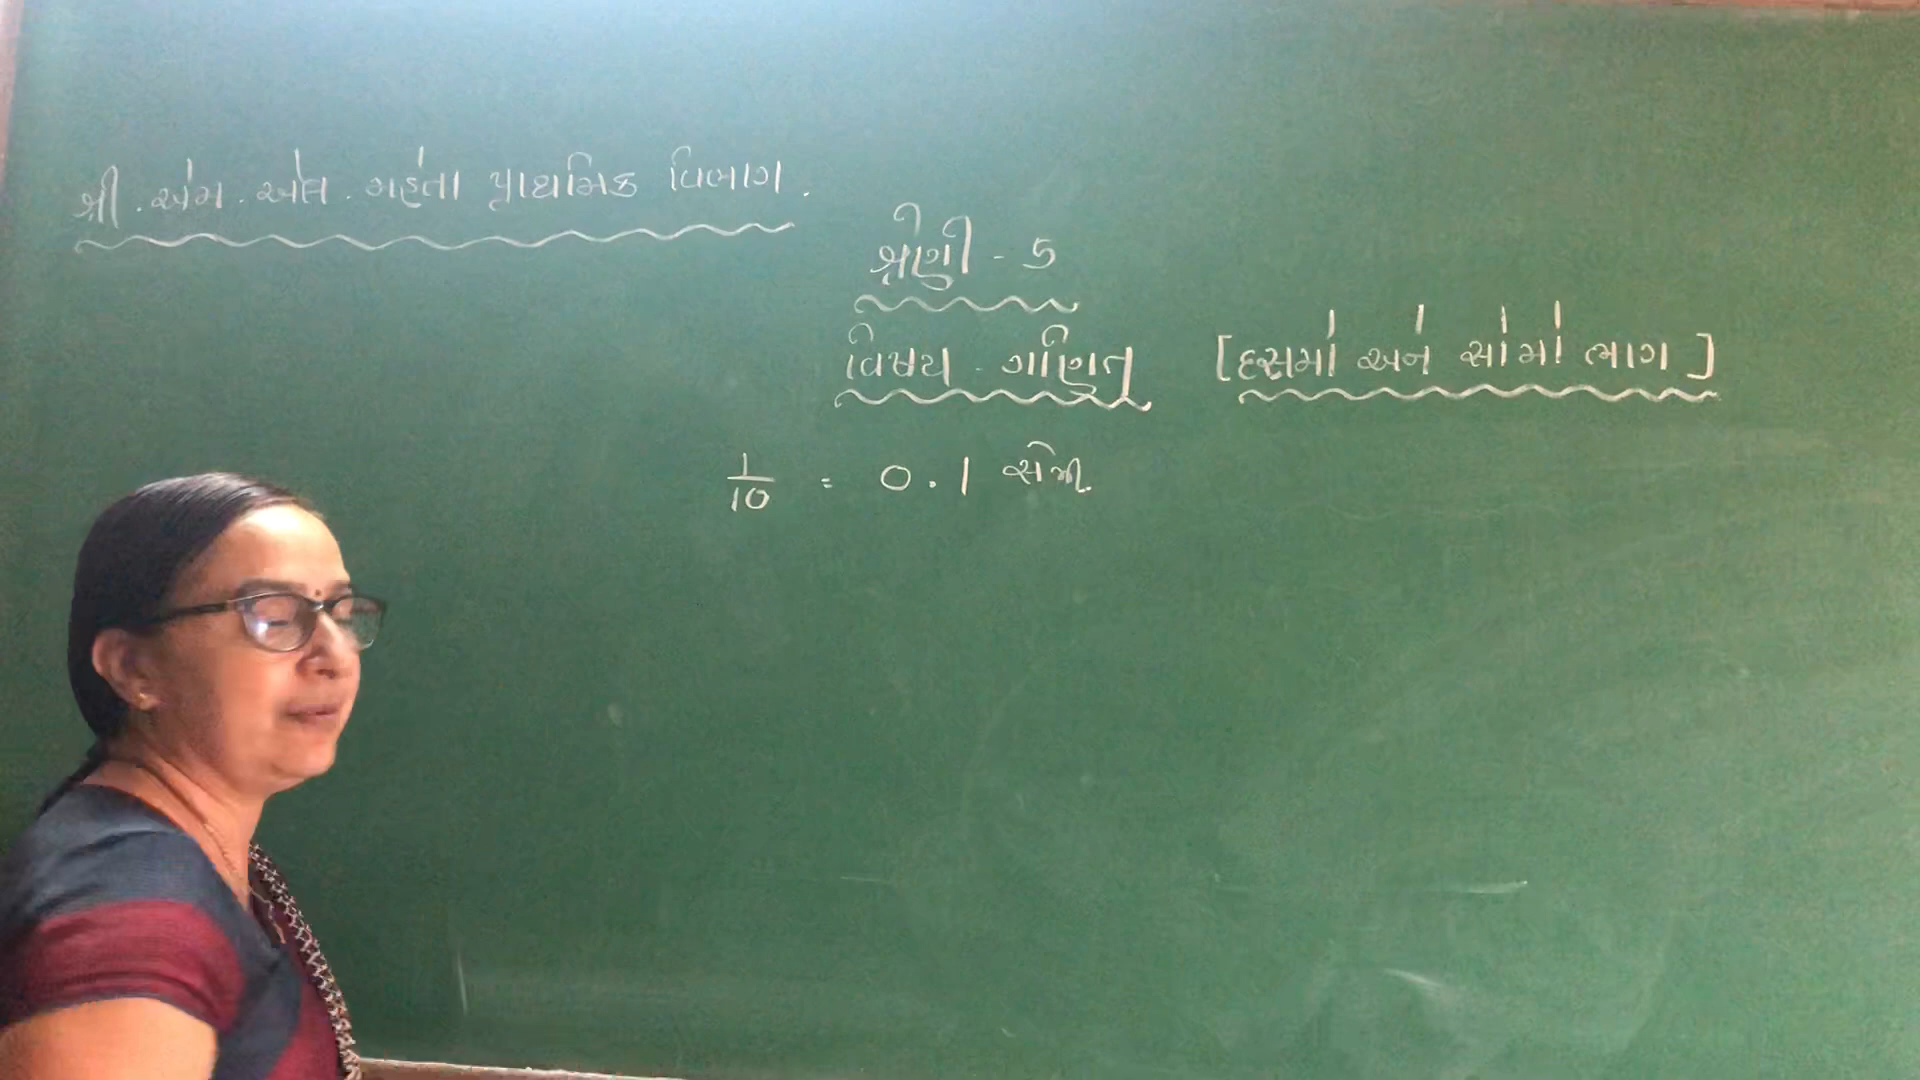 શ્રી . એમ . એલ . મહેતા પ્રાથમિક વિભાગ .
શ્રેણી - 5
વિષય - ગણિત [દસમો અને સોમો ભાગ]
1/10 = 0.1 સેમી.